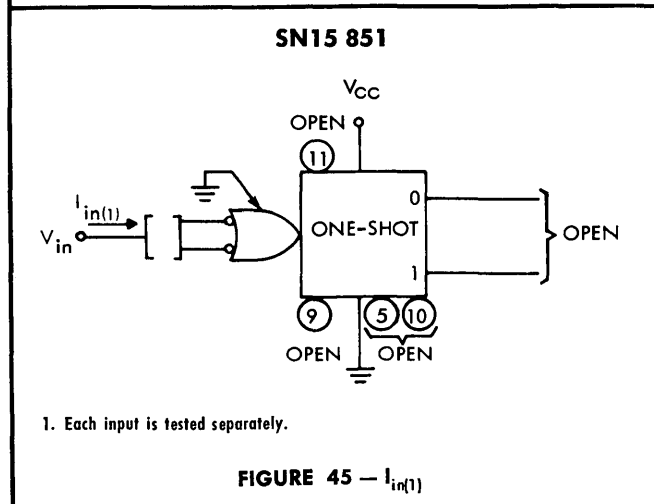 SN15 851
VCC
OPEN
11
Iin(1)
Vin
0
ONE-SHOT
OPEN
1
9
5
10
OPEN
OPEN
1. Each input is tested separately.
FIGURE 45 — Iin(1)